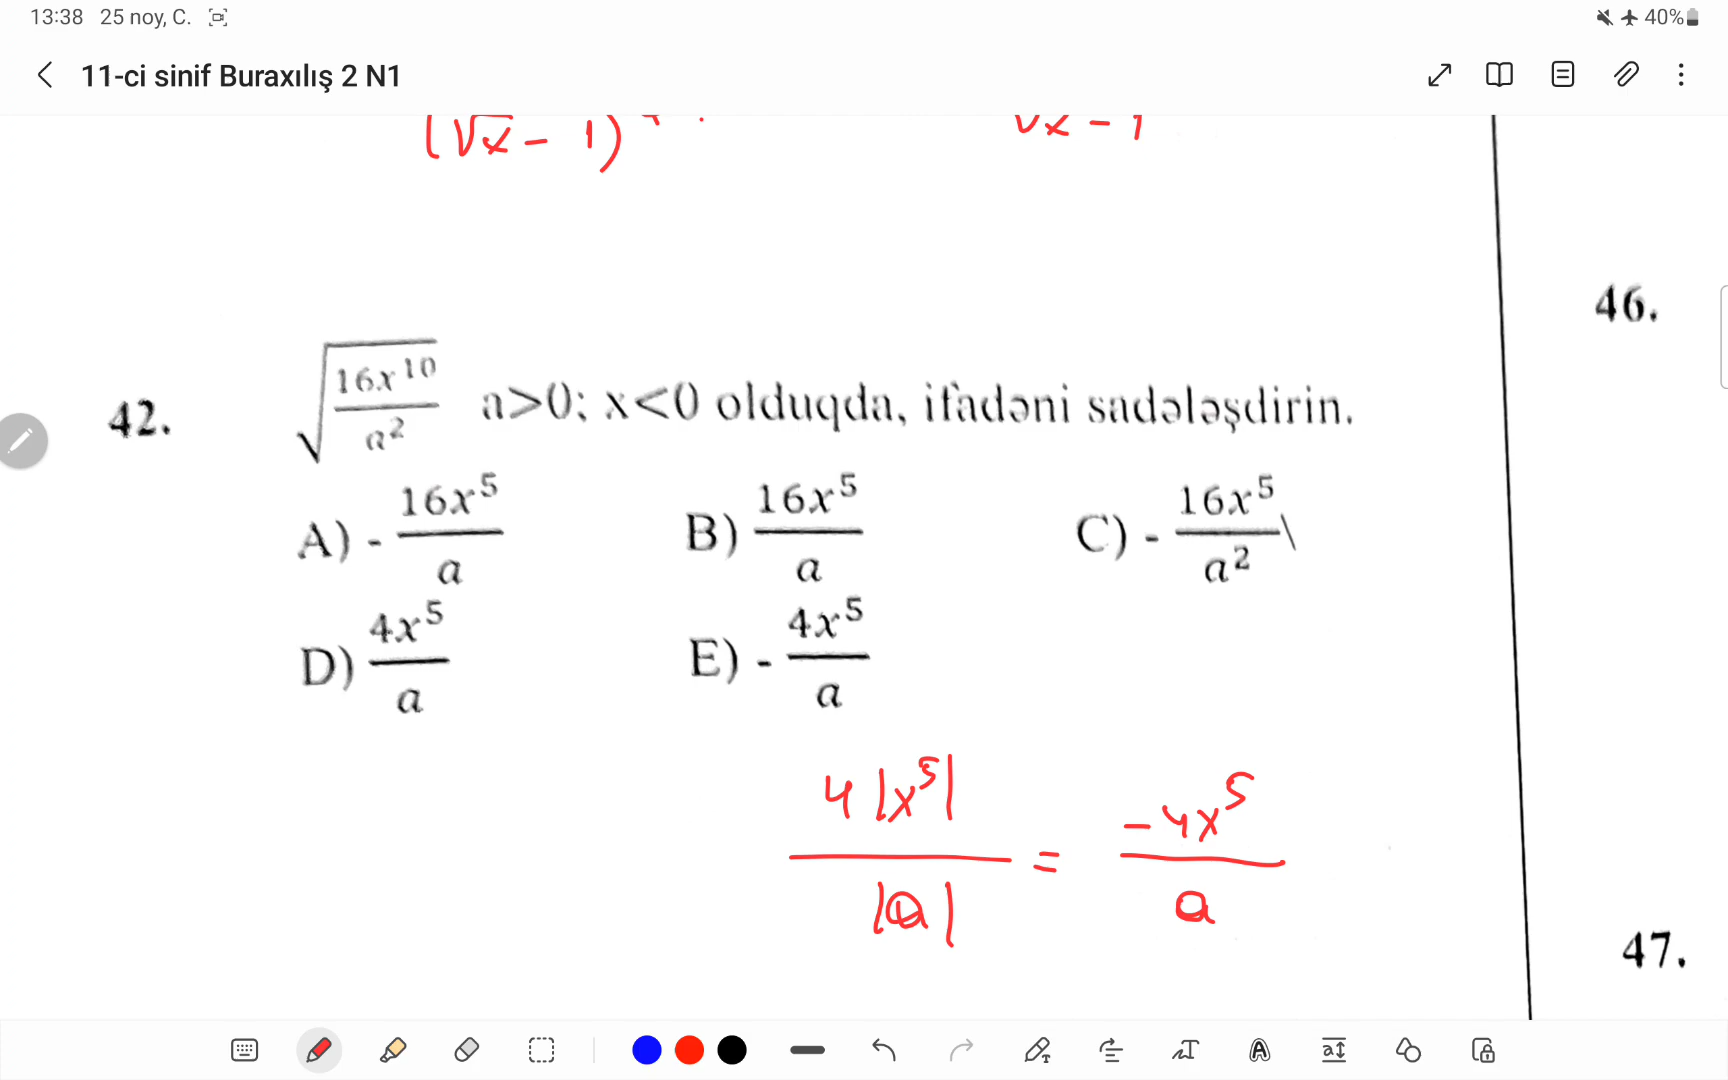 13:38 25 noy, C. 40%
11-ci sinif Buraxılış 2 N1
(√x - 1) √x - 1
46.
42. √(16x¹⁰/a²) a>0; x<0 olduqda, ifadəni sadələşdirin.
A) - 16x⁵/a B) 16x⁵/a C) - 16x⁵/a² \
D) 4x⁵/a E) - 4x⁵/a
4|x⁵|/|a| = -4x⁵/a
47.